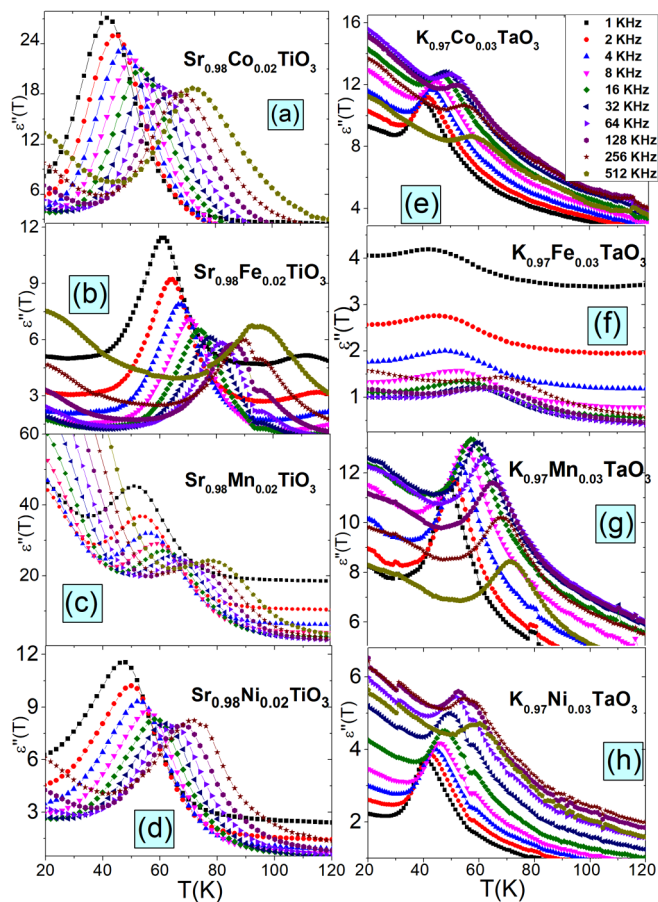 24
18
12
6
ε''(T)
Sr0.98Co0.02TiO3
(a)
12
9
6
3
60
ε''(T)
(b)
Sr0.98Fe0.02TiO3
40
20
0
ε''(T)
Sr0.98Mn0.02TiO3
(c)
12
9
6
3
ε''(T)
Sr0.98Ni0.02TiO3
(d)
20 40 60 80 100 120
T(K)
16
12
8
4
ε''(T)
K0.97Co0.03TaO3
(e)
1 KHz
2 KHz
4 KHz
8 KHz
16 KHz
32 KHz
64 KHz
128 KHz
256 KHz
512 KHz
4
3
2
1
0
ε''(T)
K0.97Fe0.03TaO3
(f)
12
10
8
6
ε''(T)
K0.97Mn0.03TaO3
(g)
6
4
2
ε''(T)
K0.97Ni0.03TaO3
(h)
20 40 60 80 100 120
T(K)